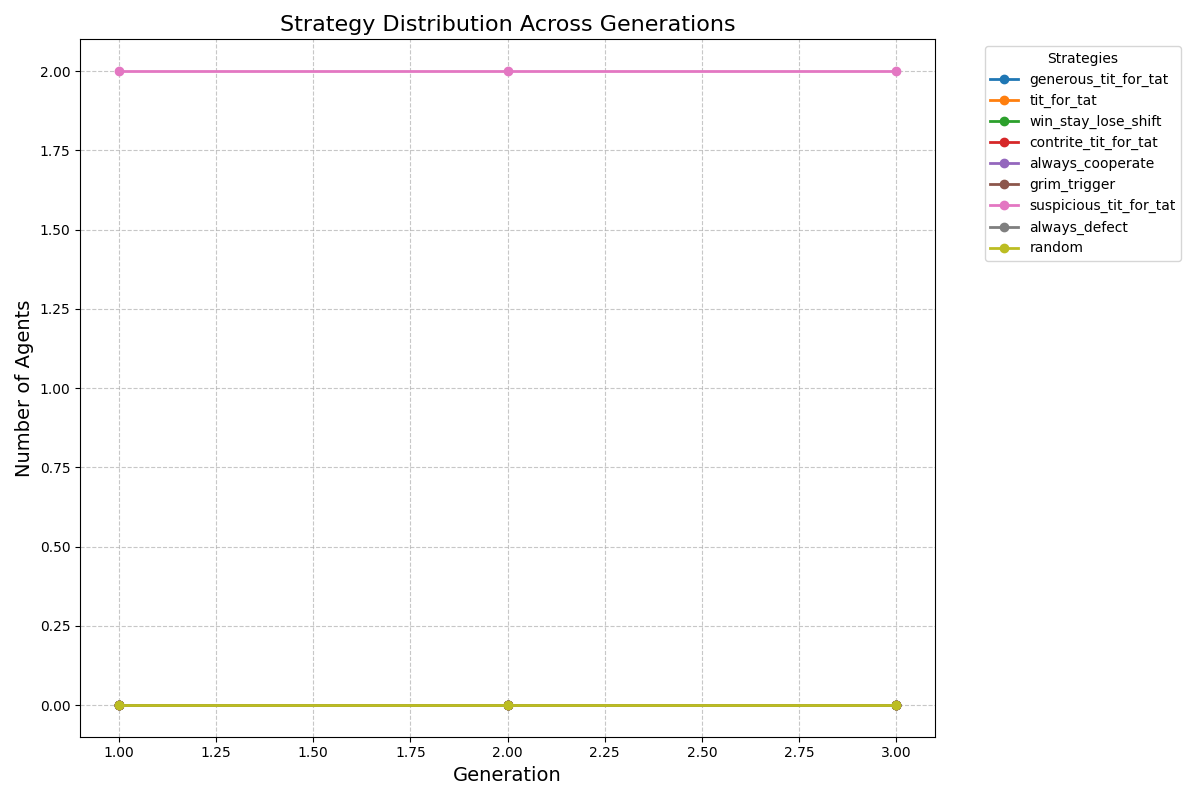 Strategy Distribution Across Generations
Number of Agents
2.00
1.75
1.50
1.25
1.00
0.75
0.50
0.25
0.00
1.00 1.25 1.50 1.75 2.00 2.25 2.50 2.75 3.00
Generation
Strategies
generous_tit_for_tat
tit_for_tat
win_stay_lose_shift
contrite_tit_for_tat
always_cooperate
grim_trigger
suspicious_tit_for_tat
always_defect
random